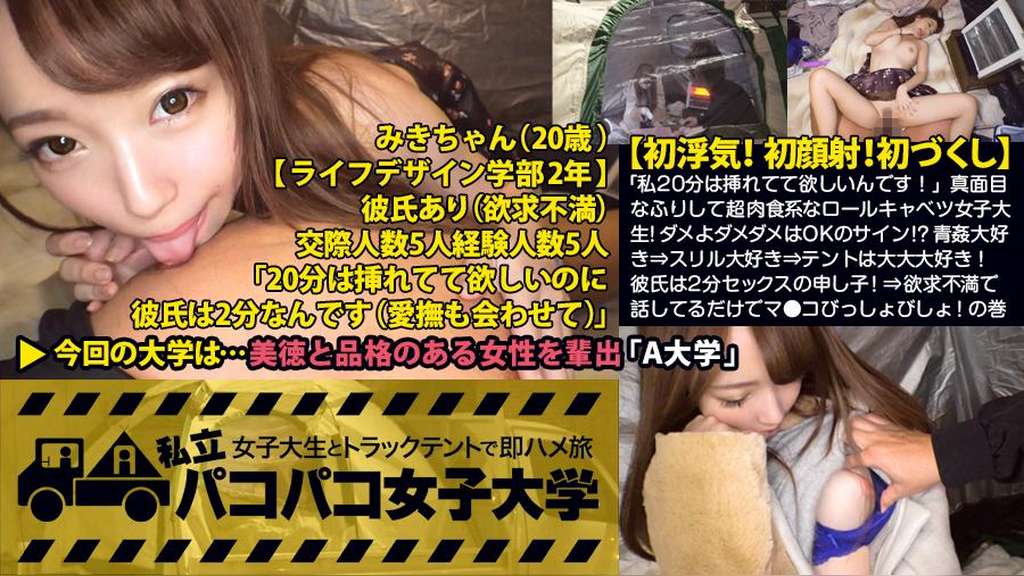 みきちゃん(20歳)
【ライフデザイン学部2年】
彼氏あり(欲求不満)
交際人数5人経験人数5人
「20分は挿れてて欲しいのに
彼氏は2分なんです(愛撫も会わせて)」
【初浮気!初顔射!初づくし】
「私20分は挿れてて欲しいんです!」真面目
なふりして超肉食系なロールキャベツ女子大
生!ダメよダメダメはOKのサイン!?青姦大好
き⇒スリル大好き⇒テントは大大大好き!
彼氏は2分セックスの申し子!⇒欲求不満で
話してるだけでマ●コびっしょびしょ!の巻
▶今回の大学は…美徳と品格のある女性を輩出「A大学」
私立 女子大生とトラックテントで即ハメ旅
パコパコ女子大学